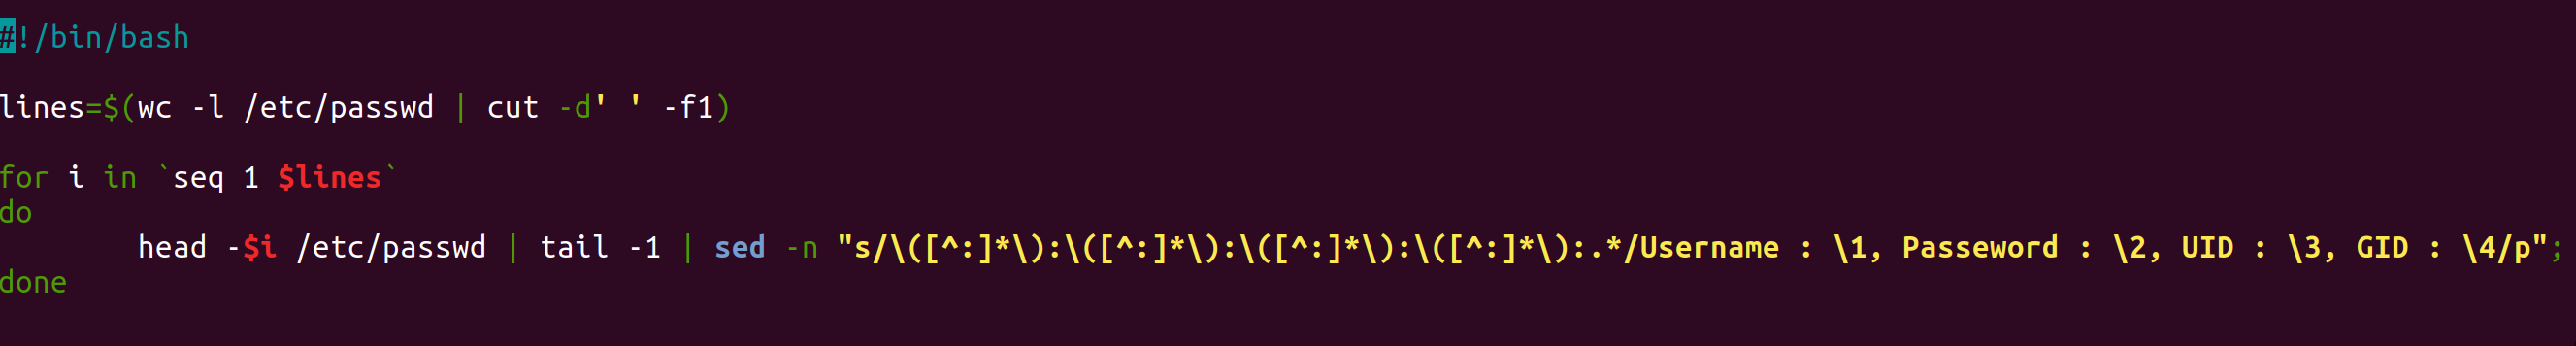 #!/bin/bash
lines=$(wc -l /etc/passwd | cut -d' ' -f1)
for i in `seq 1 $lines`
do
head -$i /etc/passwd | tail -1 | sed -n "s/\([^:]*\):\([^:]*\):\([^:]*\):\([^:]*\):.*/Username : \1, Passeword : \2, UID : \3, GID : \4/p";
done